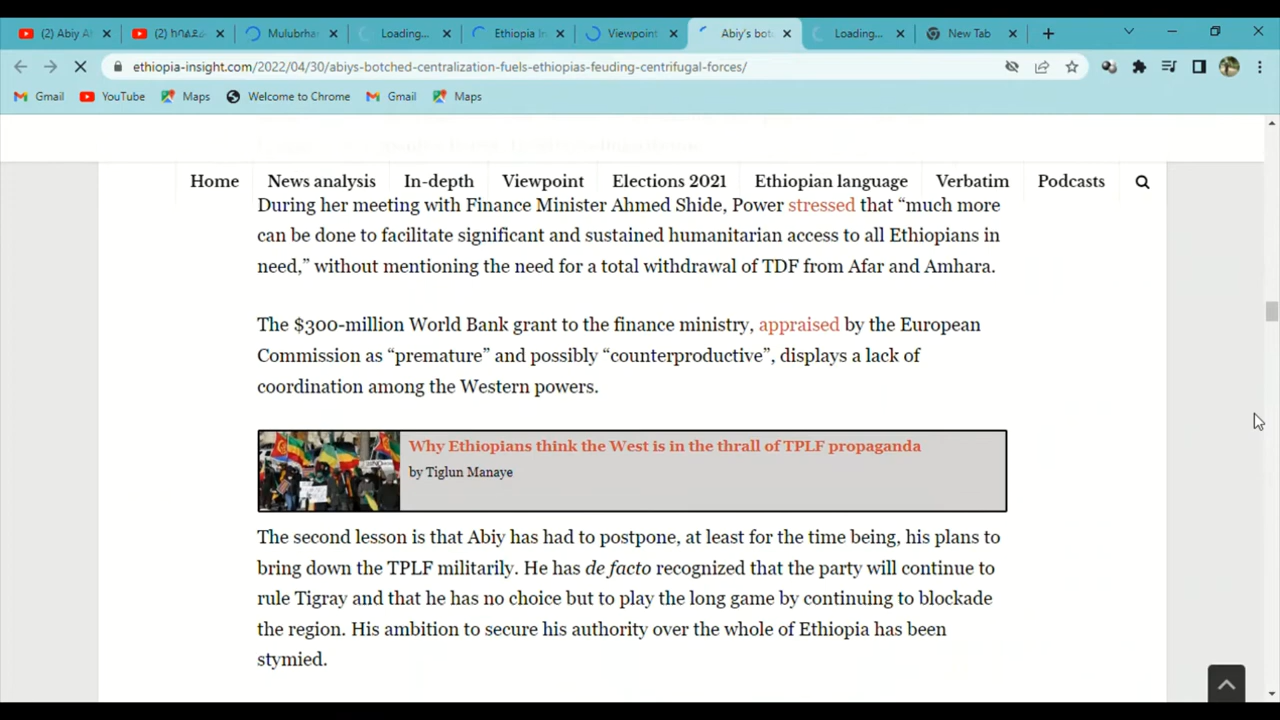 (2) Abiy Al
(2) ከባለደራ
Mulubrha
Loading...
Ethiopia In
Viewpoint
Abiy's bot
Loading...
New Tab
ethiopia-insight.com/2022/04/30/abiys-botched-centralization-fuels-ethiopias-feuding-centrifugal-forces/
Gmail YouTube Maps Welcome to Chrome Gmail Maps
Home News analysis In-depth Viewpoint Elections 2021 Ethiopian language Verbatim Podcasts
During her meeting with Finance Minister Ahmed Shide, Power stressed that “much more
can be done to facilitate significant and sustained humanitarian access to all Ethiopians in
need,” without mentioning the need for a total withdrawal of TDF from Afar and Amhara.
The $300-million World Bank grant to the finance ministry, appraised by the European
Commission as “premature” and possibly “counterproductive”, displays a lack of
coordination among the Western powers.
Why Ethiopians think the West is in the thrall of TPLF propaganda
by Tiglun Manaye
The second lesson is that Abiy has had to postpone, at least for the time being, his plans to
bring down the TPLF militarily. He has de facto recognized that the party will continue to
rule Tigray and that he has no choice but to play the long game by continuing to blockade
the region. His ambition to secure his authority over the whole of Ethiopia has been
stymied.